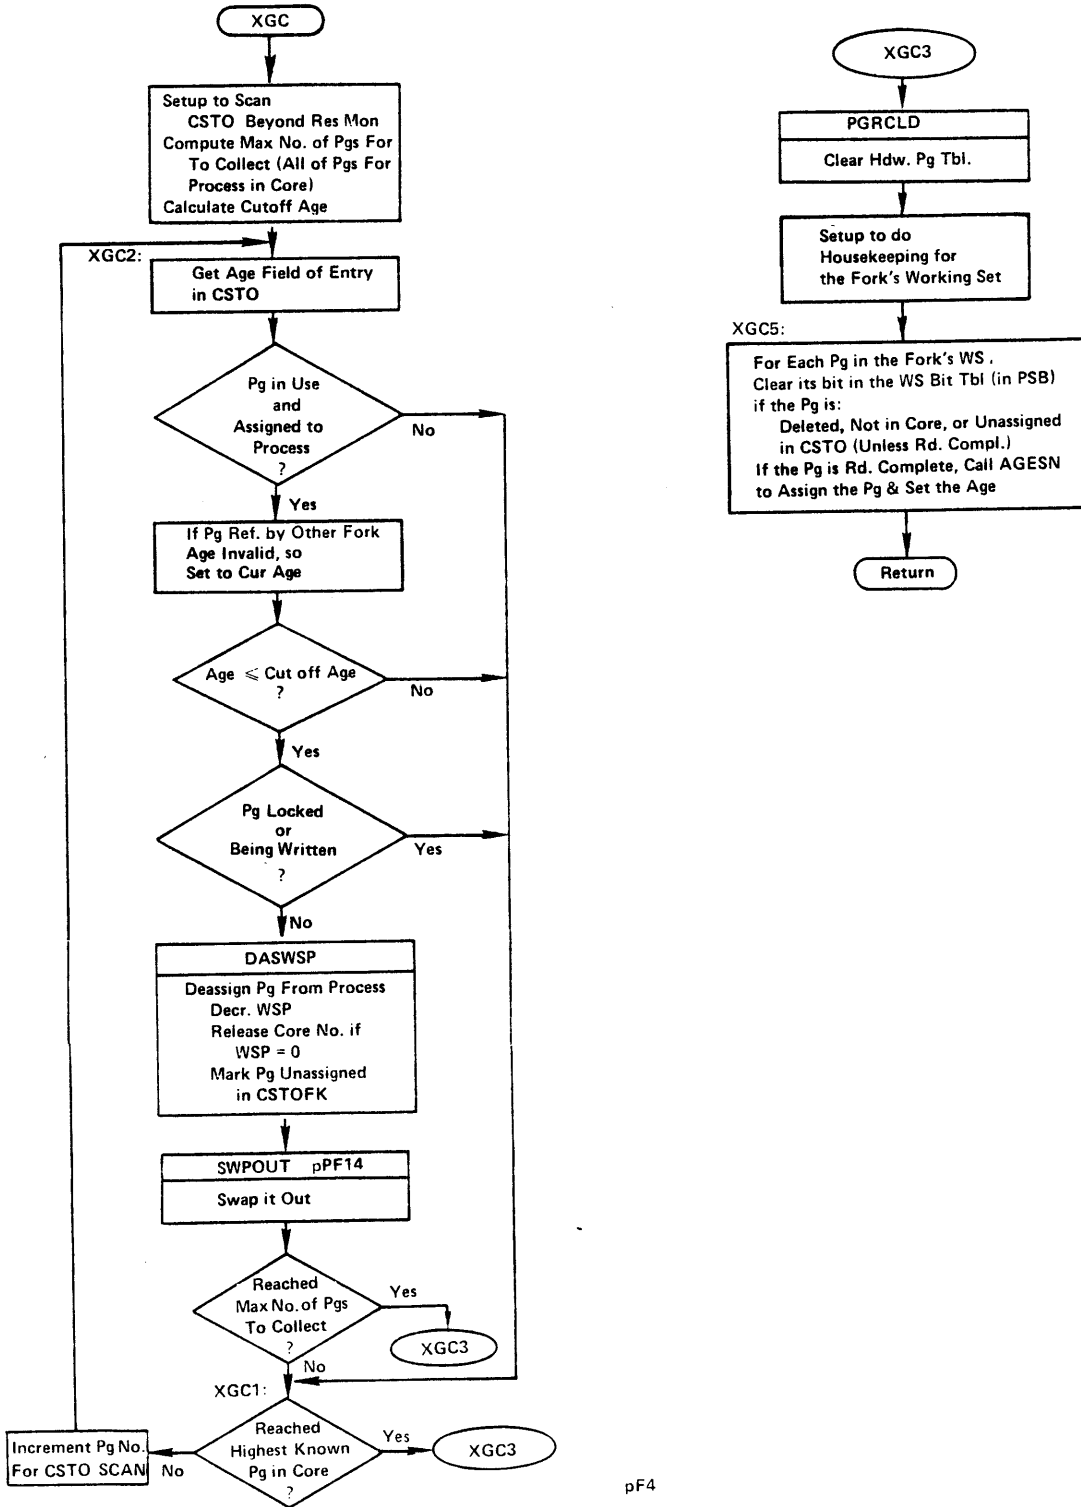 XGC
Setup to Scan
CSTO Beyond Res Mon
Compute Max No. of Pgs For
To Collect (All of Pgs For
Process in Core)
Calculate Cutoff Age
XGC2:
Get Age Field of Entry
in CSTO
Pg in Use
and
Assigned to
Process
?
No
Yes
If Pg Ref. by Other Fork
Age Invalid, so
Set to Cur Age
Age ⩽ Cut off Age
?
No
Yes
Pg Locked
or
Being Written
?
Yes
No
DASWSP
Deassign Pg From Process
Decr. WSP
Release Core No. if
WSP = 0
Mark Pg Unassigned
in CSTOFK
SWPOUT pPF14
Swap it Out
Reached
Max No. of Pgs
To Collect
?
Yes
XGC3
No
XGC1:
Reached
Highest Known
Pg in Core
?
Yes
XGC3
No
Increment Pg No.
For CSTO SCAN
XGC3
PGRCLD
Clear Hdw. Pg Tbl.
Setup to do
Housekeeping for
the Fork's Working Set
XGC5:
For Each Pg in the Fork's WS .
Clear its bit in the WS Bit Tbl (in PSB)
if the Pg is:
Deleted, Not in Core, or Unassigned
in CSTO (Unless Rd. Compl.)
If the Pg is Rd. Complete, Call AGESN
to Assign the Pg & Set the Age
Return
pF4